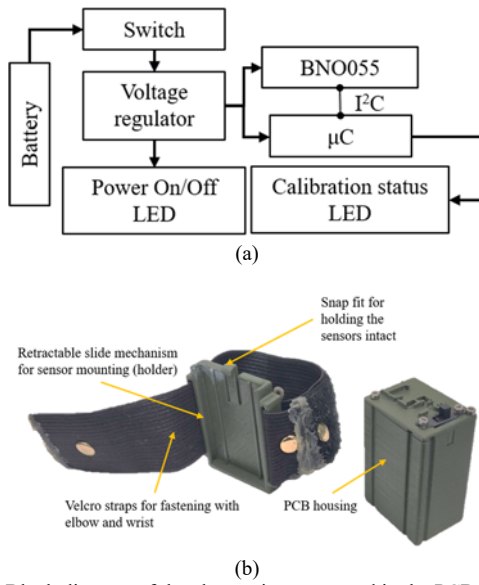 Switch
Battery
Voltage
regulator
BNO055
I²C
μC
Power On/Off
LED
Calibration status
LED
(a)
Snap fit for
holding the
sensors intact
Retractable slide mechanism
for sensor mounting (holder)
Velcro straps for fastening with
elbow and wrist
PCB housing
(b)